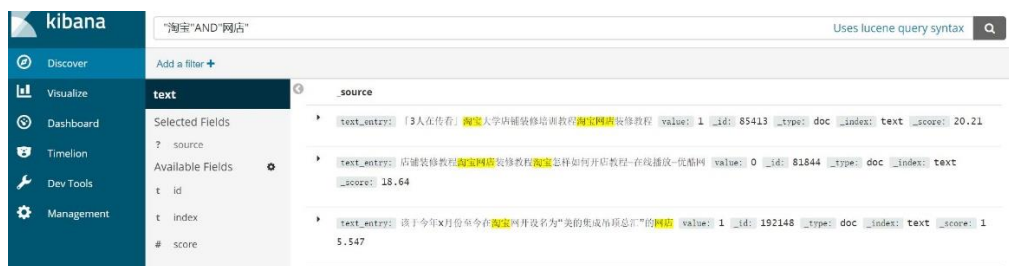 kibana
"淘宝"AND"网店"
Uses lucene query syntax
Discover
Add a filter +
Visualize
text
_source
Dashboard
Selected Fields
text_entry: 「3人在传看」淘宝大学店铺装修培训教程淘宝网店装修教程 value: 1 _id: 85413 _type: doc _index: text _score: 20.21
? source
Timelion
Available Fields
text_entry: 店铺装修教程淘宝网店装修教程淘宝怎样如何开店教程-在线播放-优酷网 value: 0 _id: 81844 _type: doc _index: text
_score: 18.64
Dev Tools
t id
Management
t index
text_entry: 该于今年x月份至今在淘宝网开设名为“美的集成吊顶总汇”的网店 value: 1 _id: 192148 _type: doc _index: text _score: 1
5.547
# score